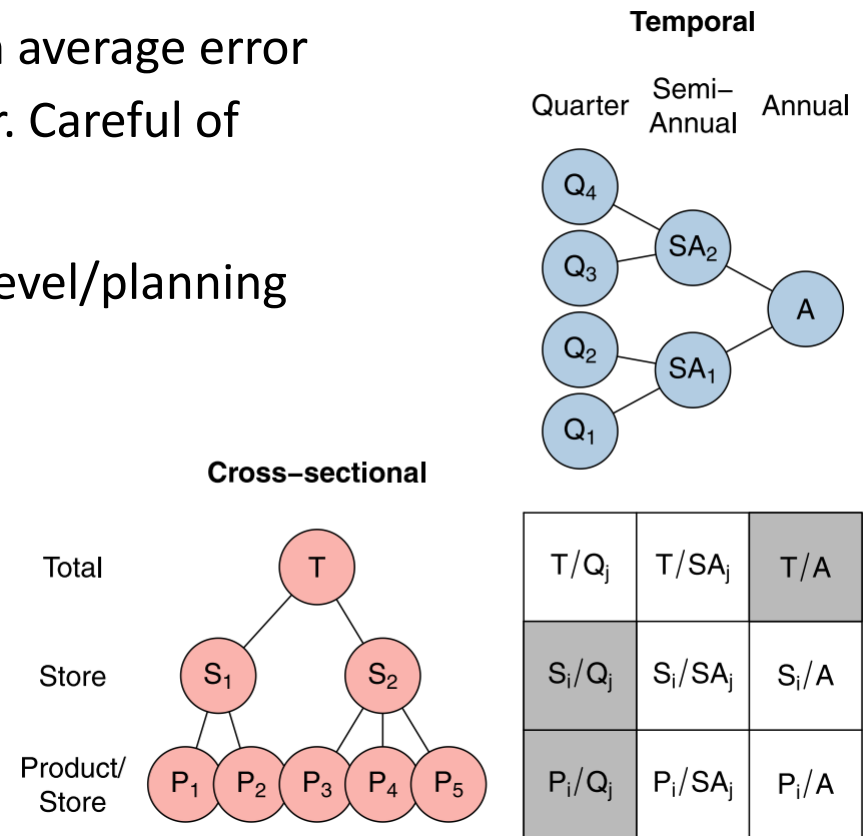 average error
r. Careful of
evel/planning
Temporal
Quarter
Semi–
Annual
Annual
Q4
Q3
Q2
Q1
SA2
SA1
A
Cross–sectional
Total
Store
Product/
Store
T
S1
S2
P1
P2
P3
P4
P5
T/Qj
T/SAj
T/A
Si/Qj
Si/SAj
Si/A
Pi/Qj
Pi/SAj
Pi/A